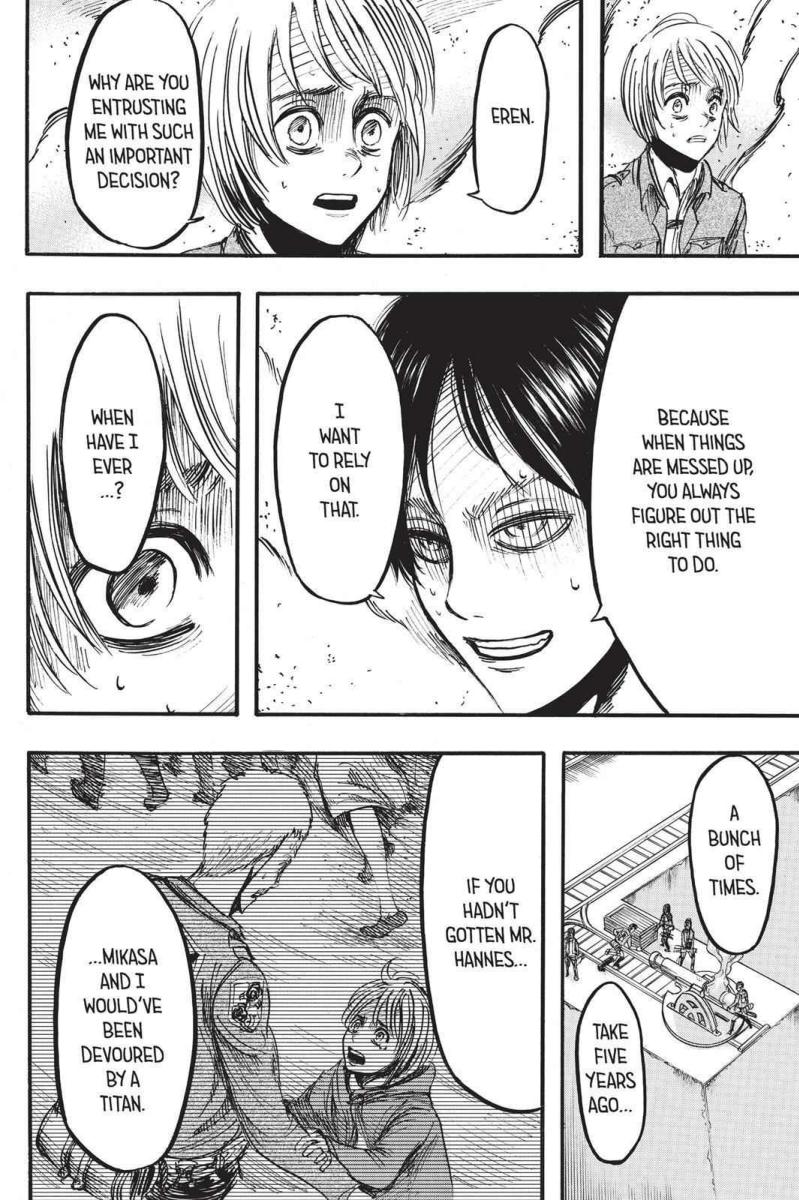 EREN.
WHY ARE YOU
ENTRUSTING
ME WITH SUCH
AN IMPORTANT
DECISION?
BECAUSE
WHEN THINGS
ARE MESSED UP,
YOU ALWAYS
FIGURE OUT THE
RIGHT THING
TO DO.
I
WANT
TO RELY
ON
THAT.
WHEN
HAVE I
EVER
...?
A
BUNCH
OF
TIMES.
TAKE
FIVE
YEARS
AGO...
IF YOU
HADN'T
GOTTEN MR.
HANNES...
...MIKASA
AND I
WOULD'VE
BEEN
DEVOURED
BY A
TITAN.